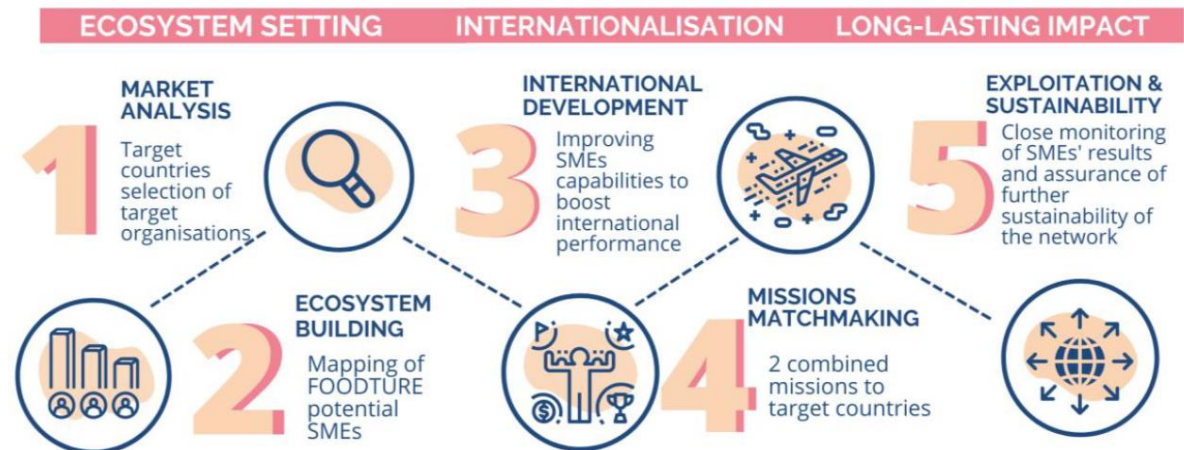 ECOSYSTEM SETTING
INTERNATIONALISATION
LONG-LASTING IMPACT
1
MARKET
ANALYSIS
Target
countries
selection of
target
organisations
2
ECOSYSTEM
BUILDING
Mapping of
FOODTURE
potential
SMEs
3
INTERNATIONAL
DEVELOPMENT
Improving
SMEs
capabilities to
boost
international
performance
4
MISSIONS
MATCHMAKING
2 combined
missions to
target countries
5
EXPLOITATION &
SUSTAINABILITY
Close monitoring
of SMEs' results
and assurance of
further
sustainability of
the network
$